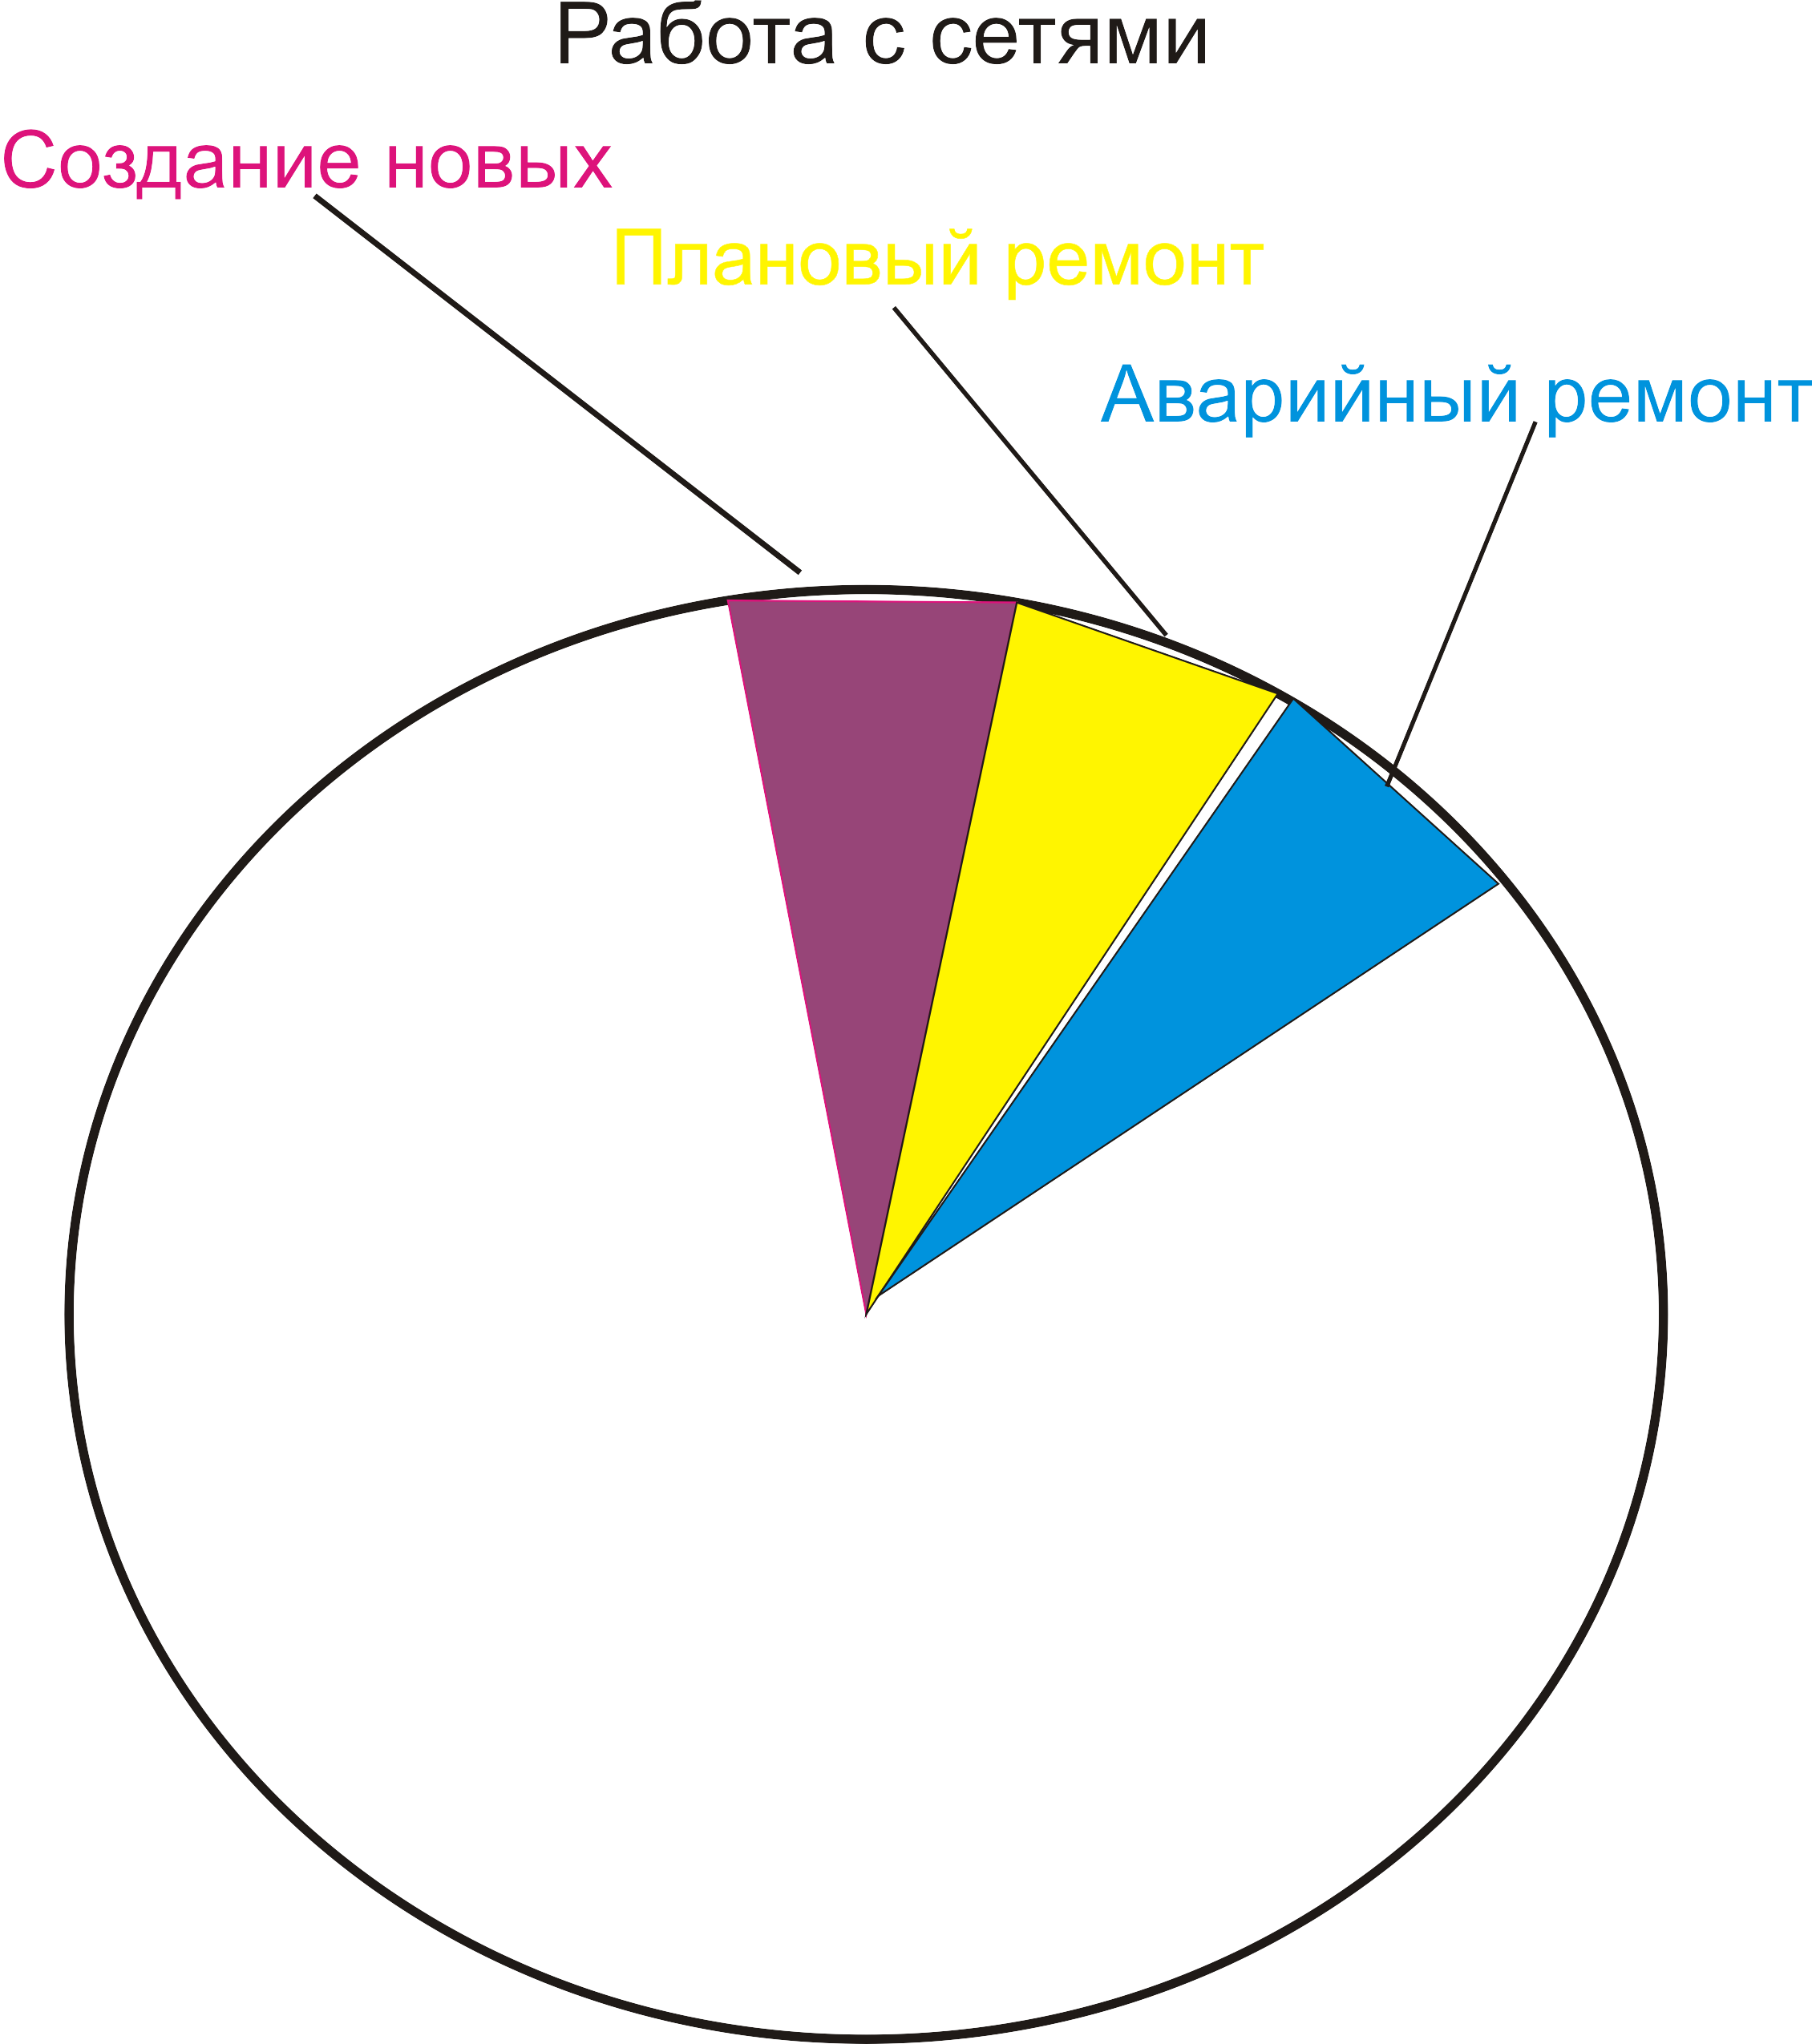 Работа с сетями
Создание новых
Плановый ремонт
Аварийный ремонт